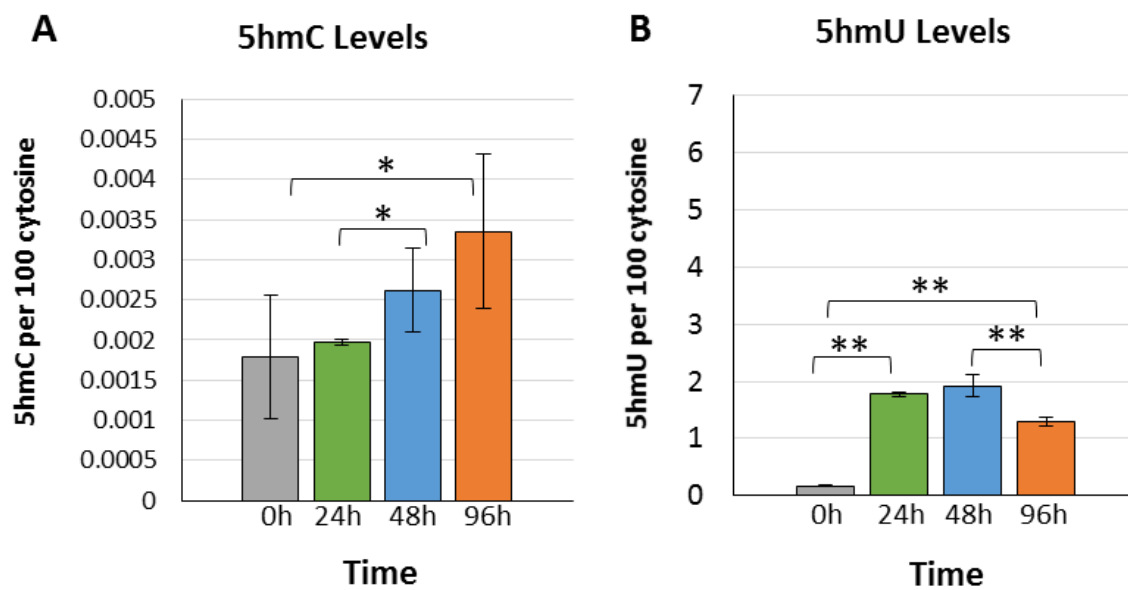 A
5hmC Levels
5hmC per 100 cytosine
0.005
0.0045
0.004
0.0035
0.003
0.0025
0.002
0.0015
0.001
0.0005
0
*
*
0h 24h 48h 96h
Time
B
5hmU Levels
5hmU per 100 cytosine
7
6
5
4
3
2
1
0
**
**
**
0h 24h 48h 96h
Time